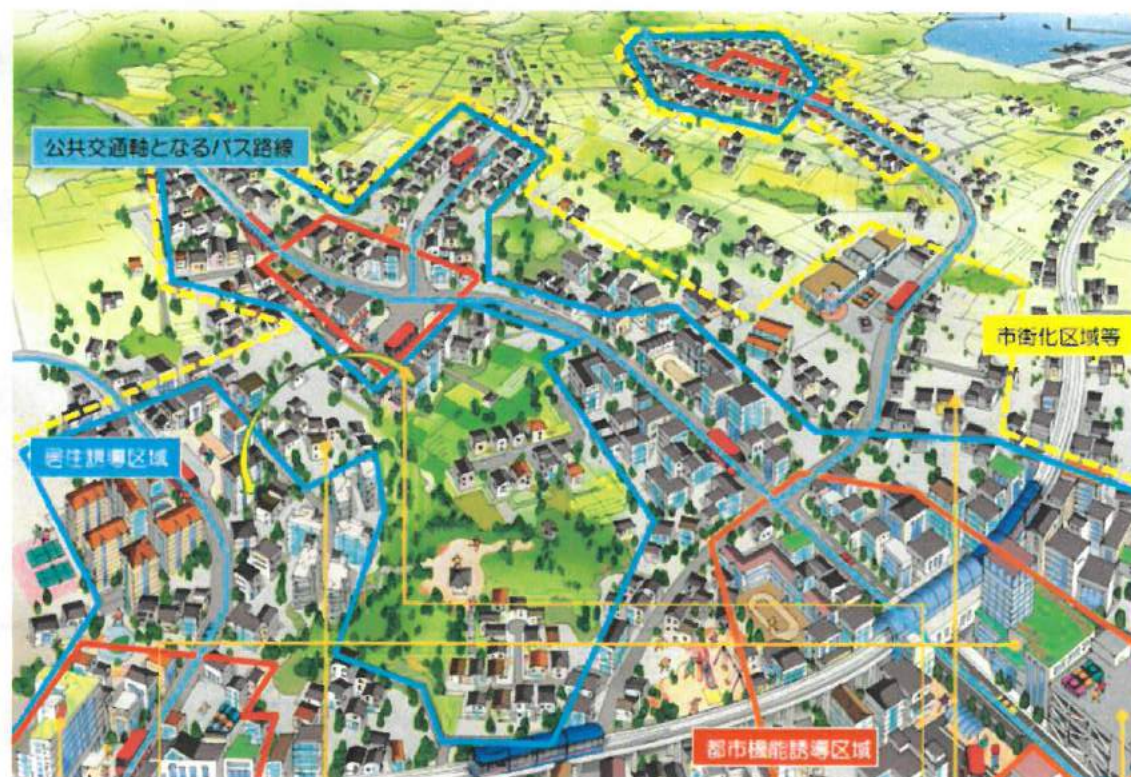 公共交通軸となるバス路線
市街化区域等
居住誘導区域
都市機能誘導区域